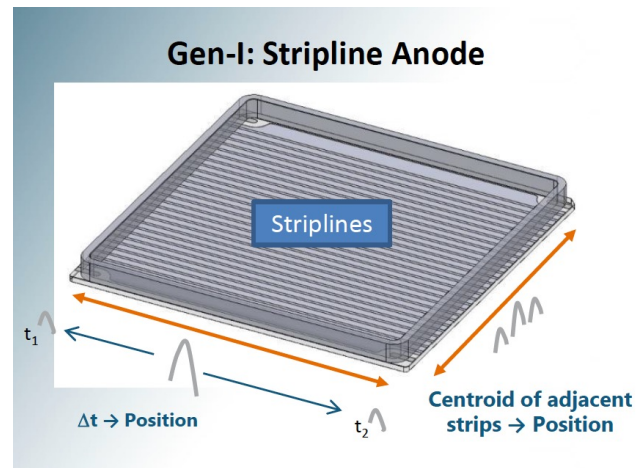 Gen-I: Stripline Anode
Striplines
t₁
Δt → Position
t₂
Centroid of adjacent
strips → Position